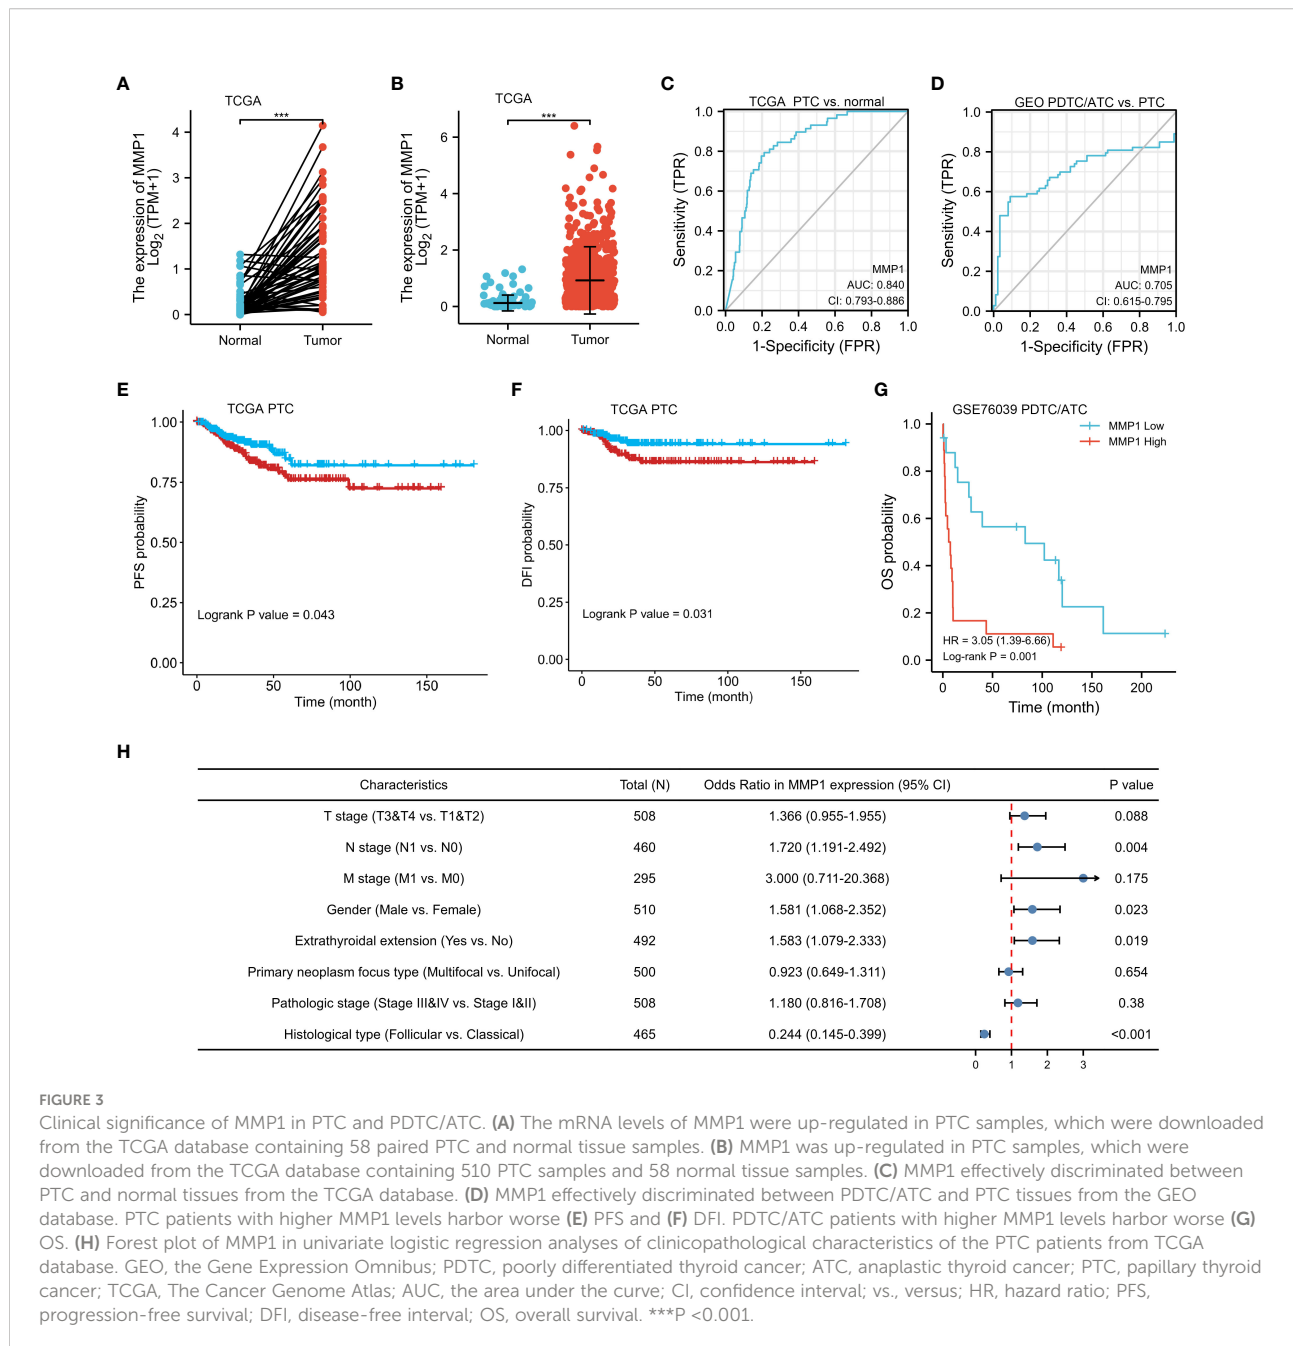 A
TCGA
***
The expression of MMP1
Log2 (TPM+1)
4
3
2
1
0
Normal
Tumor
B
TCGA
***
The expression of MMP1
Log2 (TPM+1)
6
4
2
0
Normal
Tumor
C
TCGA PTC vs. normal
Sensitivity (TPR)
1.0
0.8
0.6
0.4
0.2
0.0
MMP1
AUC: 0.840
CI: 0.793-0.886
0.0 0.2 0.4 0.6 0.8 1.0
1-Specificity (FPR)
D
GEO PDTC/ATC vs. PTC
Sensitivity (TPR)
1.0
0.8
0.6
0.4
0.2
0.0
MMP1
AUC: 0.705
CI: 0.615-0.795
0.0 0.2 0.4 0.6 0.8 1.0
1-Specificity (FPR)
E
TCGA PTC
PFS probability
1.00
0.75
0.50
0.25
0.00
Logrank P value = 0.043
0 50 100 150
Time (month)
F
TCGA PTC
DFI probability
1.00
0.75
0.50
0.25
0.00
Logrank P value = 0.031
0 50 100 150
Time (month)
G
GSE76039 PDTC/ATC
MMP1 Low
MMP1 High
OS probability
1.0
0.8
0.6
0.4
0.2
0.0
HR = 3.05 (1.39-6.66)
Log-rank P = 0.001
0 50 100 150 200
Time (month)
H
Characteristics Total (N) Odds Ratio in MMP1 expression (95% CI) P value
T stage (T3&T4 vs. T1&T2) 508 1.366 (0.955-1.955) 0.088
N stage (N1 vs. N0) 460 1.720 (1.191-2.492) 0.004
M stage (M1 vs. M0) 295 3.000 (0.711-20.368) 0.175
Gender (Male vs. Female) 510 1.581 (1.068-2.352) 0.023
Extrathyroidal extension (Yes vs. No) 492 1.583 (1.079-2.333) 0.019
Primary neoplasm focus type (Multifocal vs. Unifocal) 500 0.923 (0.649-1.311) 0.654
Pathologic stage (Stage III&IV vs. Stage I&II) 508 1.180 (0.816-1.708) 0.38
Histological type (Follicular vs. Classical) 465 0.244 (0.145-0.399) <0.001
0 1 2 3
FIGURE 3
Clinical significance of MMP1 in PTC and PDTC/ATC. (A) The mRNA levels of MMP1 were up-regulated in PTC samples, which were downloaded
from the TCGA database containing 58 paired PTC and normal tissue samples. (B) MMP1 was up-regulated in PTC samples, which were
downloaded from the TCGA database containing 510 PTC samples and 58 normal tissue samples. (C) MMP1 effectively discriminated between
PTC and normal tissues from the TCGA database. (D) MMP1 effectively discriminated between PDTC/ATC and PTC tissues from the GEO
database. PTC patients with higher MMP1 levels harbor worse (E) PFS and (F) DFI. PDTC/ATC patients with higher MMP1 levels harbor worse (G)
OS. (H) Forest plot of MMP1 in univariate logistic regression analyses of clinicopathological characteristics of the PTC patients from TCGA
database. GEO, the Gene Expression Omnibus; PDTC, poorly differentiated thyroid cancer; ATC, anaplastic thyroid cancer; PTC, papillary thyroid
cancer; TCGA, The Cancer Genome Atlas; AUC, the area under the curve; CI, confidence interval; vs., versus; HR, hazard ratio; PFS,
progression-free survival; DFI, disease-free interval; OS, overall survival. ***P <0.001.